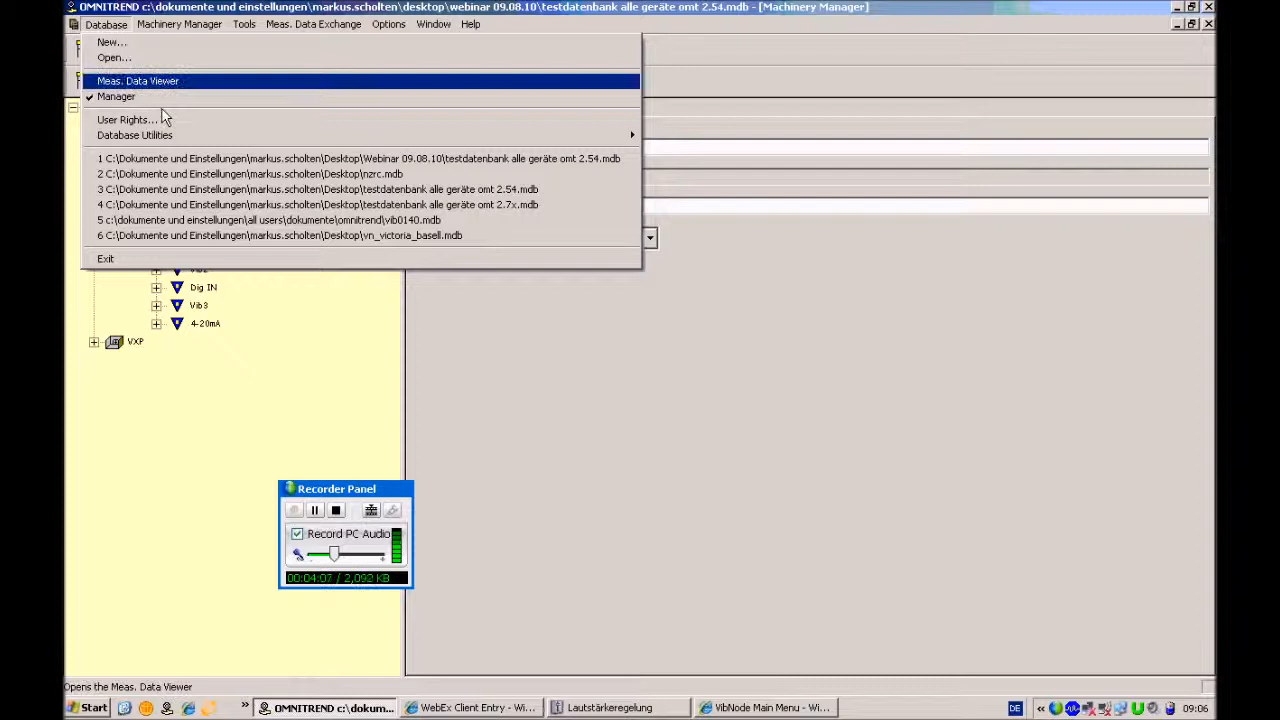 OMNITREND c:\dokumente und einstellungen\markus.scholten\desktop\webinar 09.08.10\testdatenbank alle geräte omt 2.54.mdb - [Machinery Manager]
Database Machinery Manager Tools Meas. Data Exchange Options Window Help
New...
Open...
Meas. Data Viewer
Manager
User Rights...
Database Utilities
1 C:\Dokumente und Einstellungen\markus.scholten\Desktop\Webinar 09.08.10\testdatenbank alle geräte omt 2.54.mdb
2 C:\Dokumente und Einstellungen\markus.scholten\Desktop\nzrc.mdb
3 C:\Dokumente und Einstellungen\markus.scholten\Desktop\testdatenbank alle geräte omt 2.54.mdb
4 C:\Dokumente und Einstellungen\markus.scholten\Desktop\testdatenbank alle geräte omt 2.7x.mdb
5 c:\dokumente und einstellungen\all users\dokumente\omnitrend\vib0140.mdb
6 C:\Dokumente und Einstellungen\markus.scholten\Desktop\vn_victoria_basell.mdb
Exit
Dig IN
Vib3
4-20mA
VXP
Recorder Panel
Record PC Audio
00:04:07 / 2,092 KB
Opens the Meas. Data Viewer
Start OMNITREND c:\dokum... WebEx Client Entry - Wi... Lautstärkeregelung VibNode Main Menu - Wi... DE 09:06